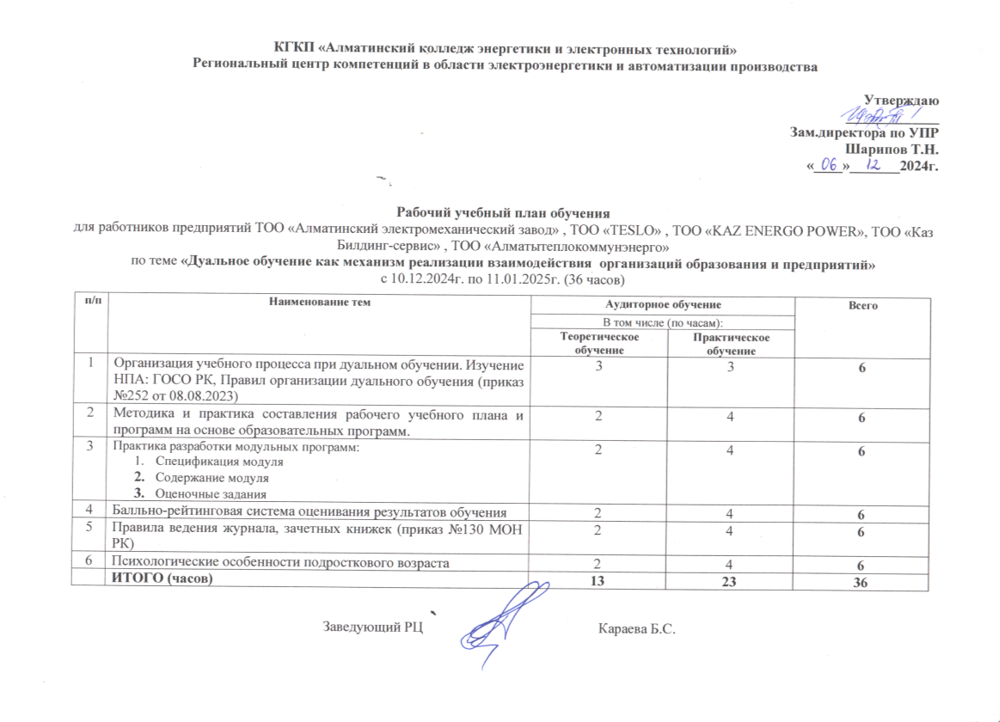 КГКП «Алматинский колледж энергетики и электронных технологий»
Региональный центр компетенций в области электроэнергетики и автоматизации производства
Утверждаю
Зам.директора по УПР
Шарипов Т.Н.
« 06 » 12 2024г.
Рабочий учебный план обучения
для работников предприятий ТОО «Алматинский электромеханический завод» , ТОО «TESLO» , ТОО «KAZ ENERGO POWER», ТОО «Каз
Билдинг-сервис» , ТОО «Алматытеплокоммунэнерго»
по теме «Дуальное обучение как механизм реализации взаимодействия организаций образования и предприятий»
с 10.12.2024г. по 11.01.2025г. (36 часов)
п/п Наименование тем Аудиторное обучение Всего
В том числе (по часам):
Теоретическое Практическое
обучение обучение
1 Организация учебного процесса при дуальном обучении. Изучение 3 3 6
НПА: ГОСО РК, Правил организации дуального обучения (приказ
№252 от 08.08.2023)
2 Методика и практика составления рабочего учебного плана и 2 4 6
программ на основе образовательных программ.
3 Практика разработки модульных программ: 2 4 6
1. Спецификация модуля
2. Содержание модуля
3. Оценочные задания
4 Балльно-рейтинговая система оценивания результатов обучения 2 4 6
5 Правила ведения журнала, зачетных книжек (приказ №130 МОН 2 4 6
РК)
6 Психологические особенности подросткового возраста 2 4 6
ИТОГО (часов) 13 23 36
Заведующий РЦ Караева Б.С.